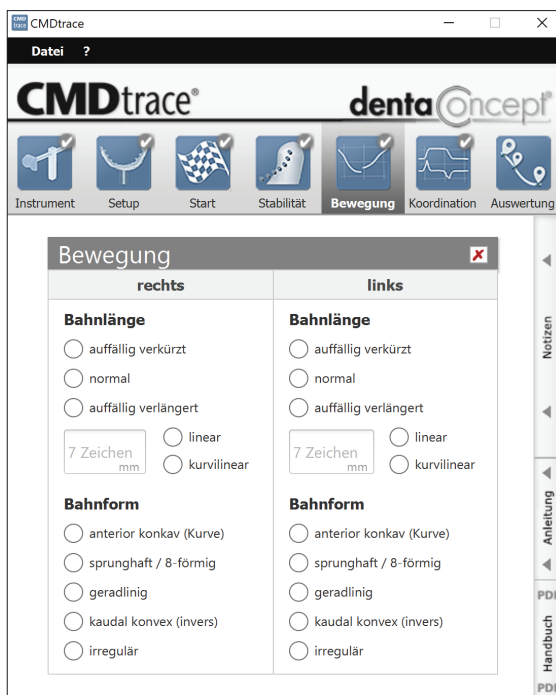 CMD trace CMDtrace
Datei ?
CMDtrace®
dentaConcept®
Instrument Setup Start Stabilität Bewegung Koordination Auswertung
Bewegung
rechts links
Bahnlänge Bahnlänge
auffällig verkürzt auffällig verkürzt
normal normal
auffällig verlängert auffällig verlängert
7 Zeichen mm linear 7 Zeichen mm linear
kurvilinear kurvilinear
Bahnform Bahnform
anterior konkav (Kurve) anterior konkav (Kurve)
sprunghaft / 8-förmig sprunghaft / 8-förmig
geradlinig geradlinig
kaudal konvex (invers) kaudal konvex (invers)
irregulär irregulär
Notizen
Anleitung
PDF
Handbuch
PDF